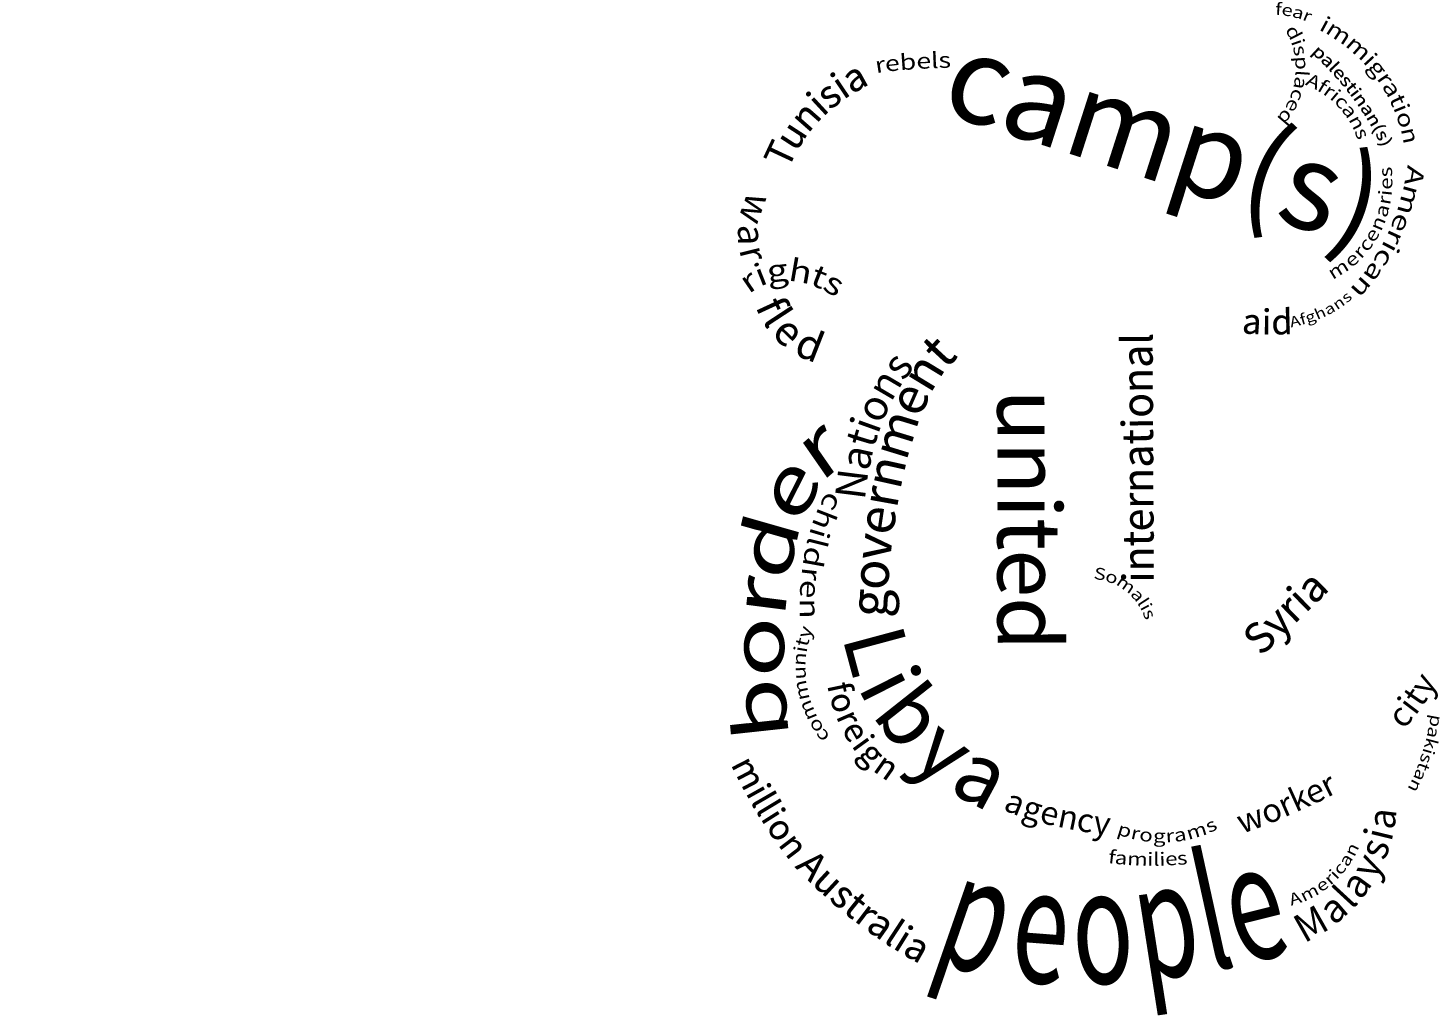 fear
immigration
displaced
palestinan(s)
Africans
rebels
camp(s)
Tunisia
mercenaries
American
war
rights
fled
aid
Afghans
Nations
government
united
international
border
children
Somalis
community
Syria
Libya
foreign
city
pakistan
million
agency
programs
worker
families
Australia
people
American
Malaysia